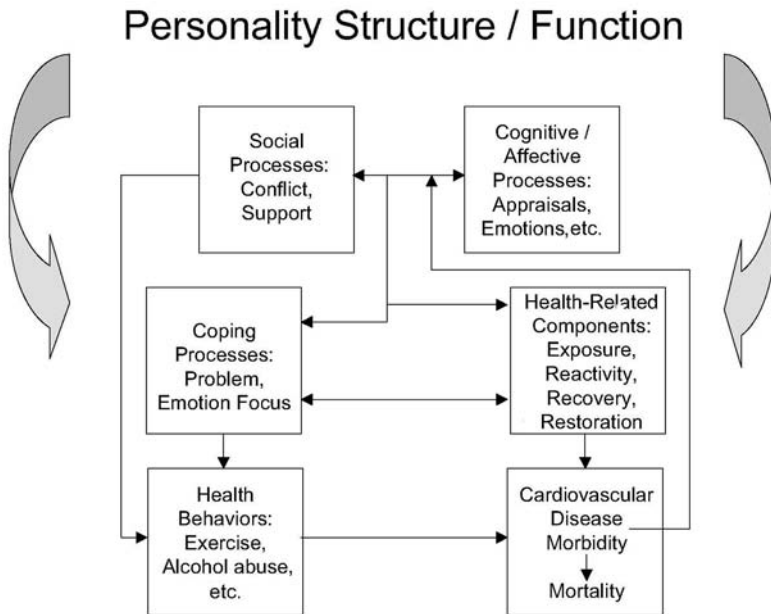 Personality Structure / Function
Social
Processes:
Conflict,
Support
Cognitive /
Affective
Processes:
Appraisals,
Emotions,etc.
Coping
Processes:
Problem,
Emotion Focus
Health-Related
Components:
Exposure,
Reactivity,
Recovery,
Restoration
Health
Behaviors:
Exercise,
Alcohol abuse,
etc.
Cardiovascular
Disease
Morbidity
Mortality